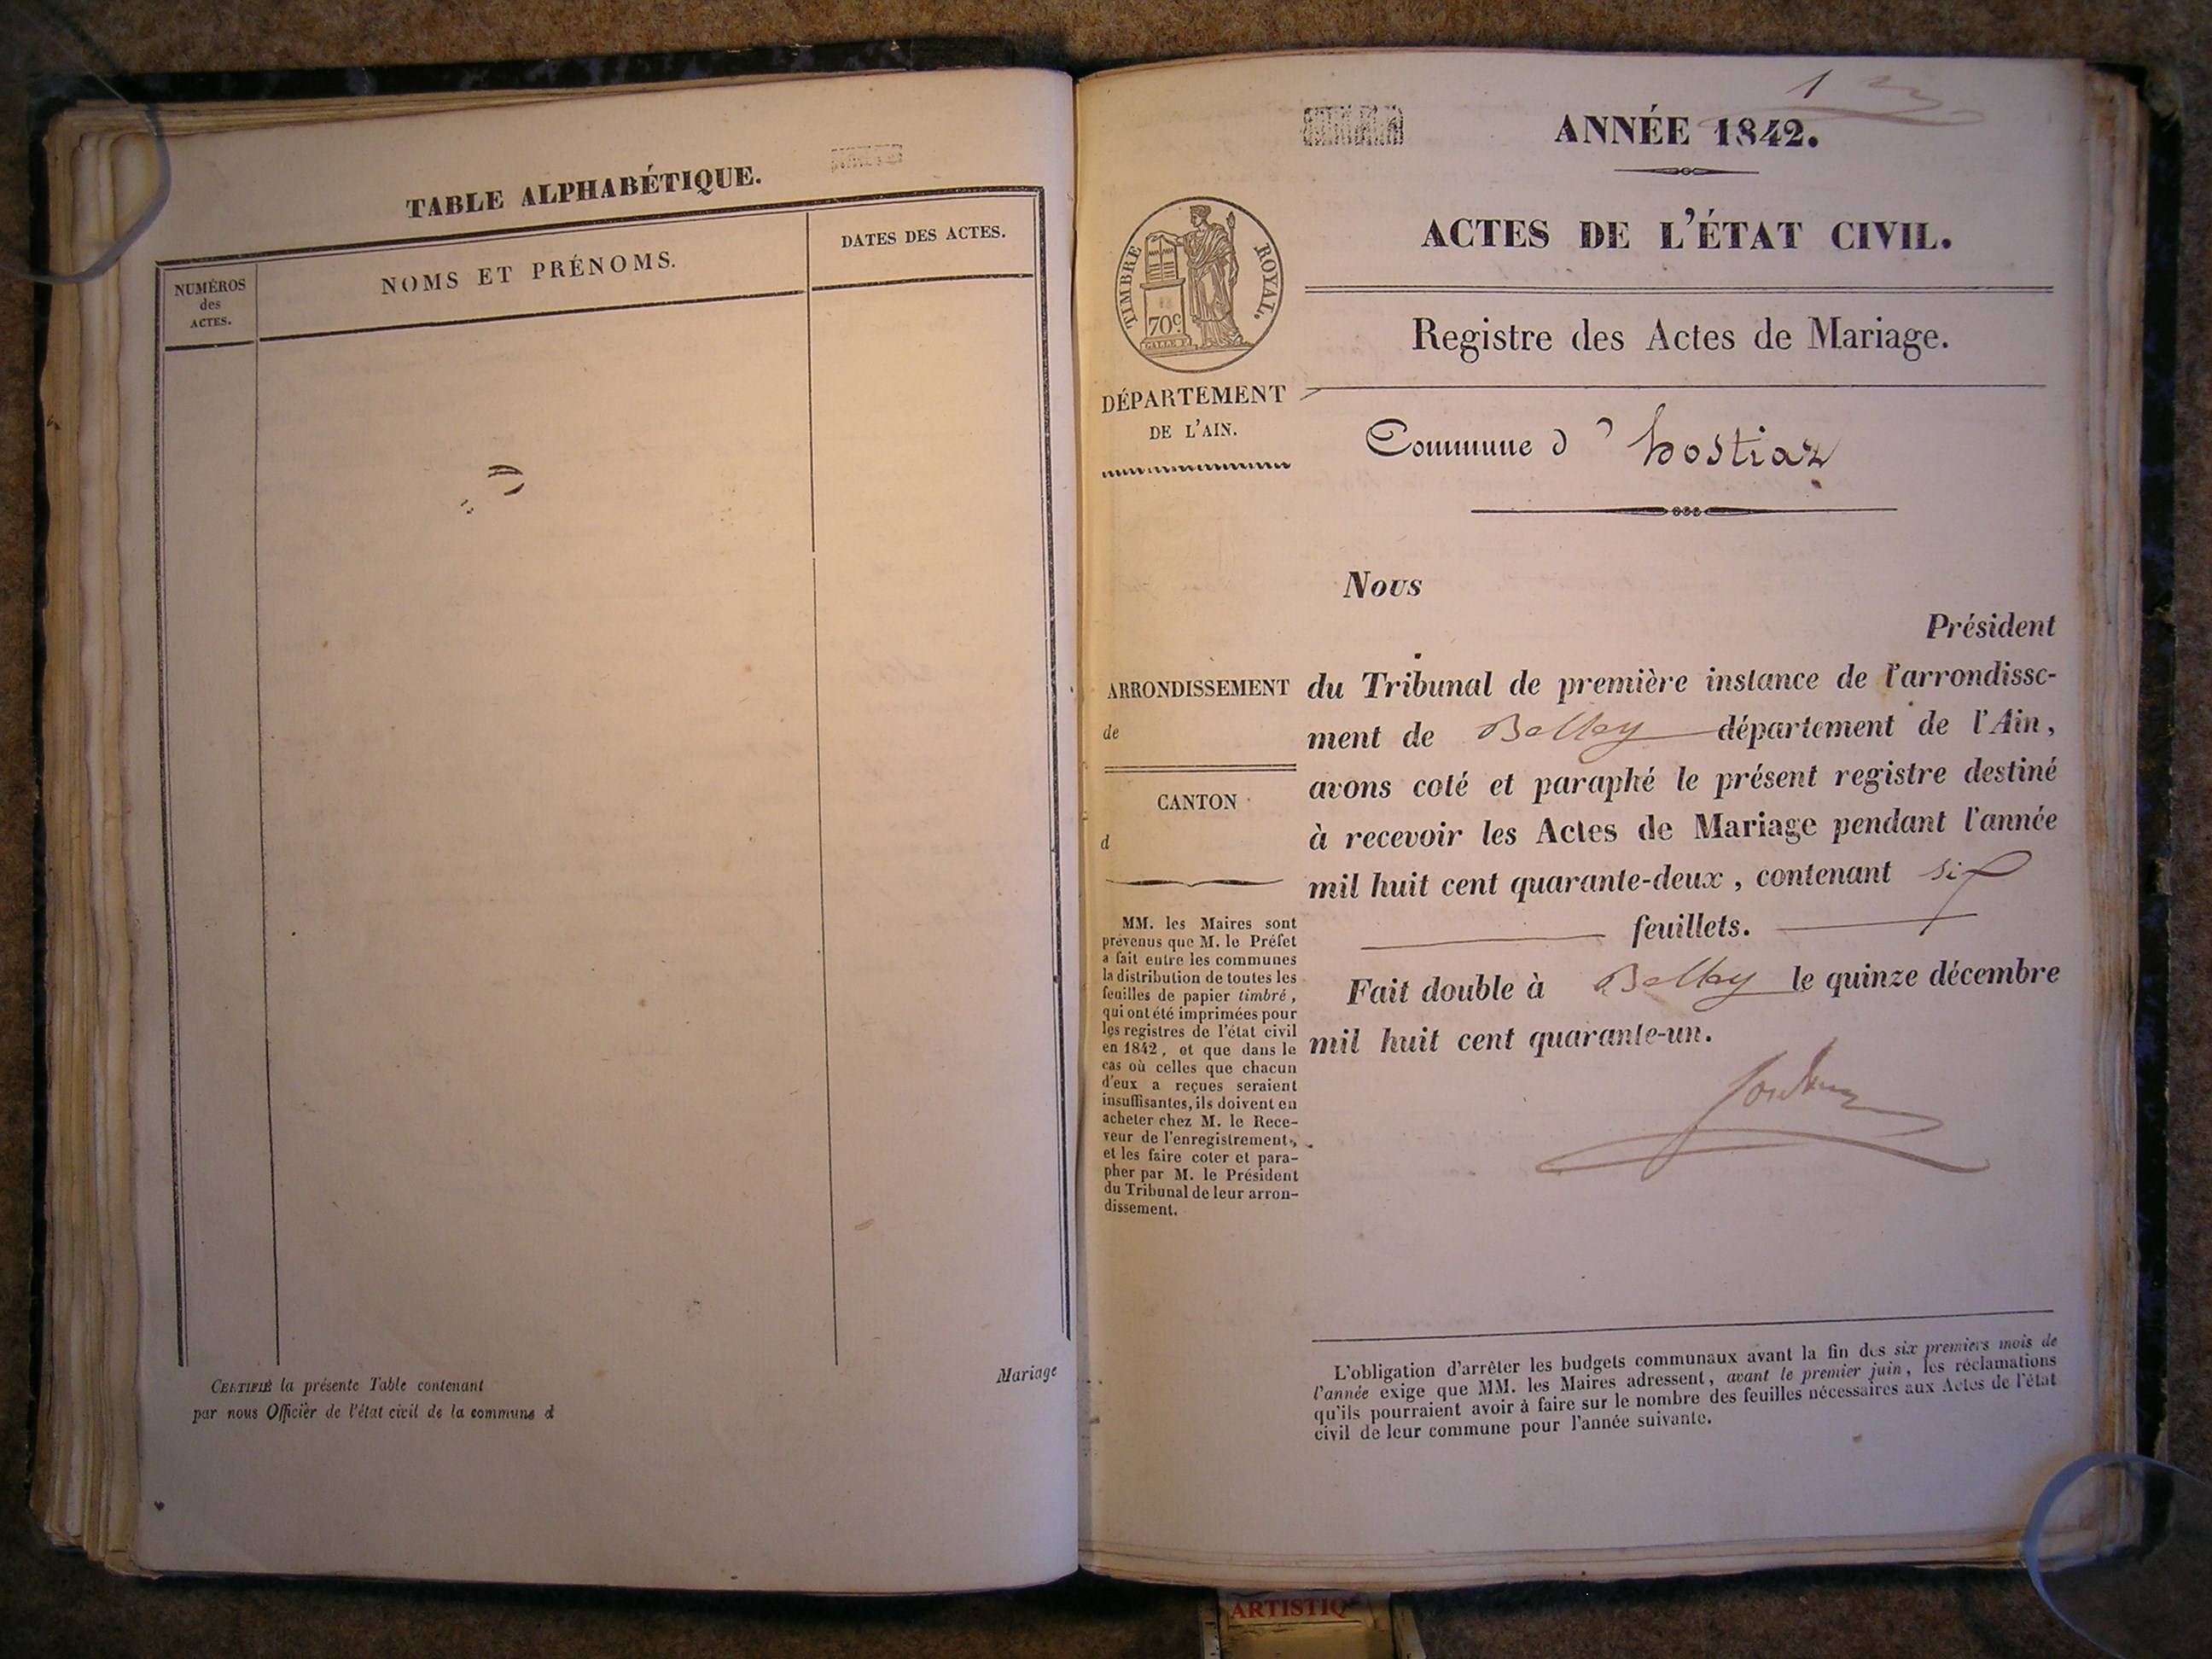 TABLE ALPHABÉTIQUE.
NUMÉROS
des
ACTES.
NOMS ET PRÉNOMS.
DATES DES ACTES.
CERTIFIÉ la présente Table contenant
par nous Officier de l'état civil de la commune d
Mariage
1
ANNÉE 1842.
ACTES DE L'ÉTAT CIVIL.
Registre des Actes de Mariage.
Commune d'hostiaz
TIMBRE ROYAL.
70c
DÉPARTEMENT
DE L'AIN.
ARRONDISSEMENT
de
CANTON
d
MM. les Maires sont
prévenus que M. le Préfet
a fait entre les communes
la distribution de toutes les
feuilles de papier timbré,
qui ont été imprimées pour
les registres de l'état civil
en 1842, et que dans le
cas où celles que chacun
d'eux a reçues seraient
insuffisantes, ils doivent en
acheter chez M. le Rece-
veur de l'enregistrement,
et les faire coter et para-
pher par M. le Président
du Tribunal de leur arron-
dissement.
Nous
Président
du Tribunal de première instance de l'arrondisse-
ment de Belley département de l'Ain,
avons coté et paraphé le présent registre destiné
à recevoir les Actes de Mariage pendant l'année
mil huit cent quarante-deux, contenant six
feuillets.
Fait double à Belley le quinze décembre
mil huit cent quarante-un.
L'obligation d'arrêter les budgets communaux avant la fin des six premiers mois de
l'année exige que MM. les Maires adressent, avant le premier juin, les réclamations
qu'ils pourraient avoir à faire sur le nombre des feuilles nécessaires aux Actes de l'état
civil de leur commune pour l'année suivante.
ARTISTIQ